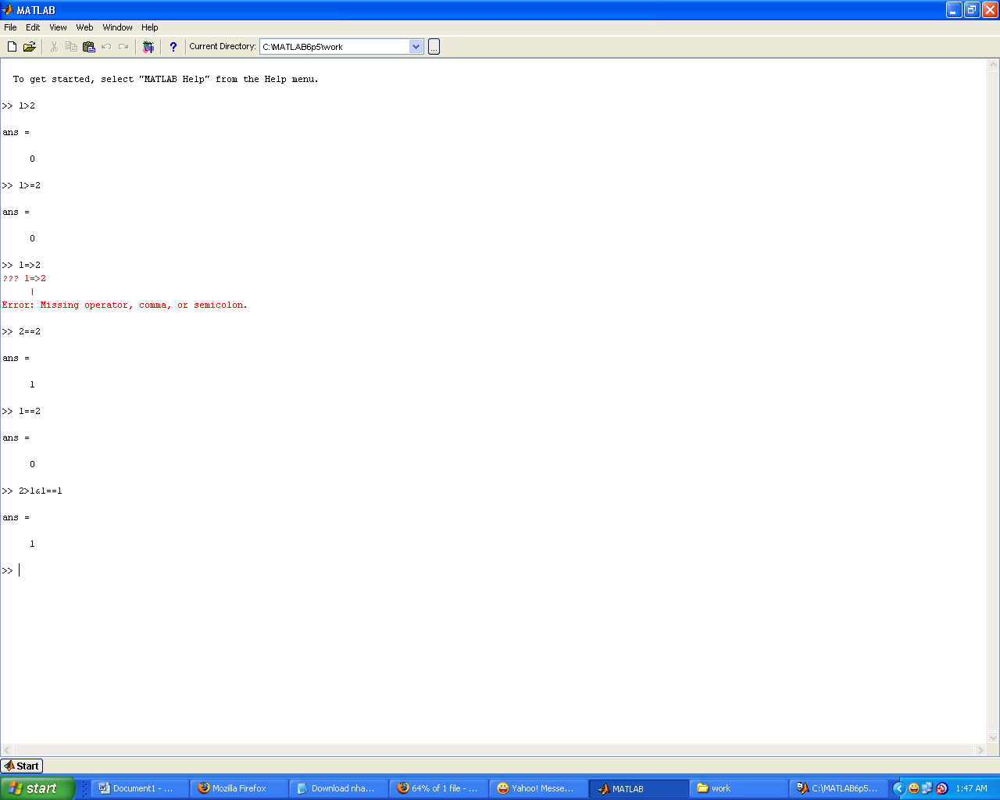 MATLAB
File Edit View Web Window Help
Current Directory: C:\MATLAB6p5\work ...
To get started, select "MATLAB Help" from the Help menu.
>> 1>2
ans =
0
>> 1>=2
ans =
0
>> 1=>2
??? 1=>2
|
Error: Missing operator, comma, or semicolon.
>> 2==2
ans =
1
>> 1==2
ans =
0
>> 2>1&1==1
ans =
1
>>
Start
start Document1 - ... Mozilla Firefox Download nha... 64% of 1 file - ... Yahoo! Messe... MATLAB work C:\MATLAB6p5... 1:47 AM